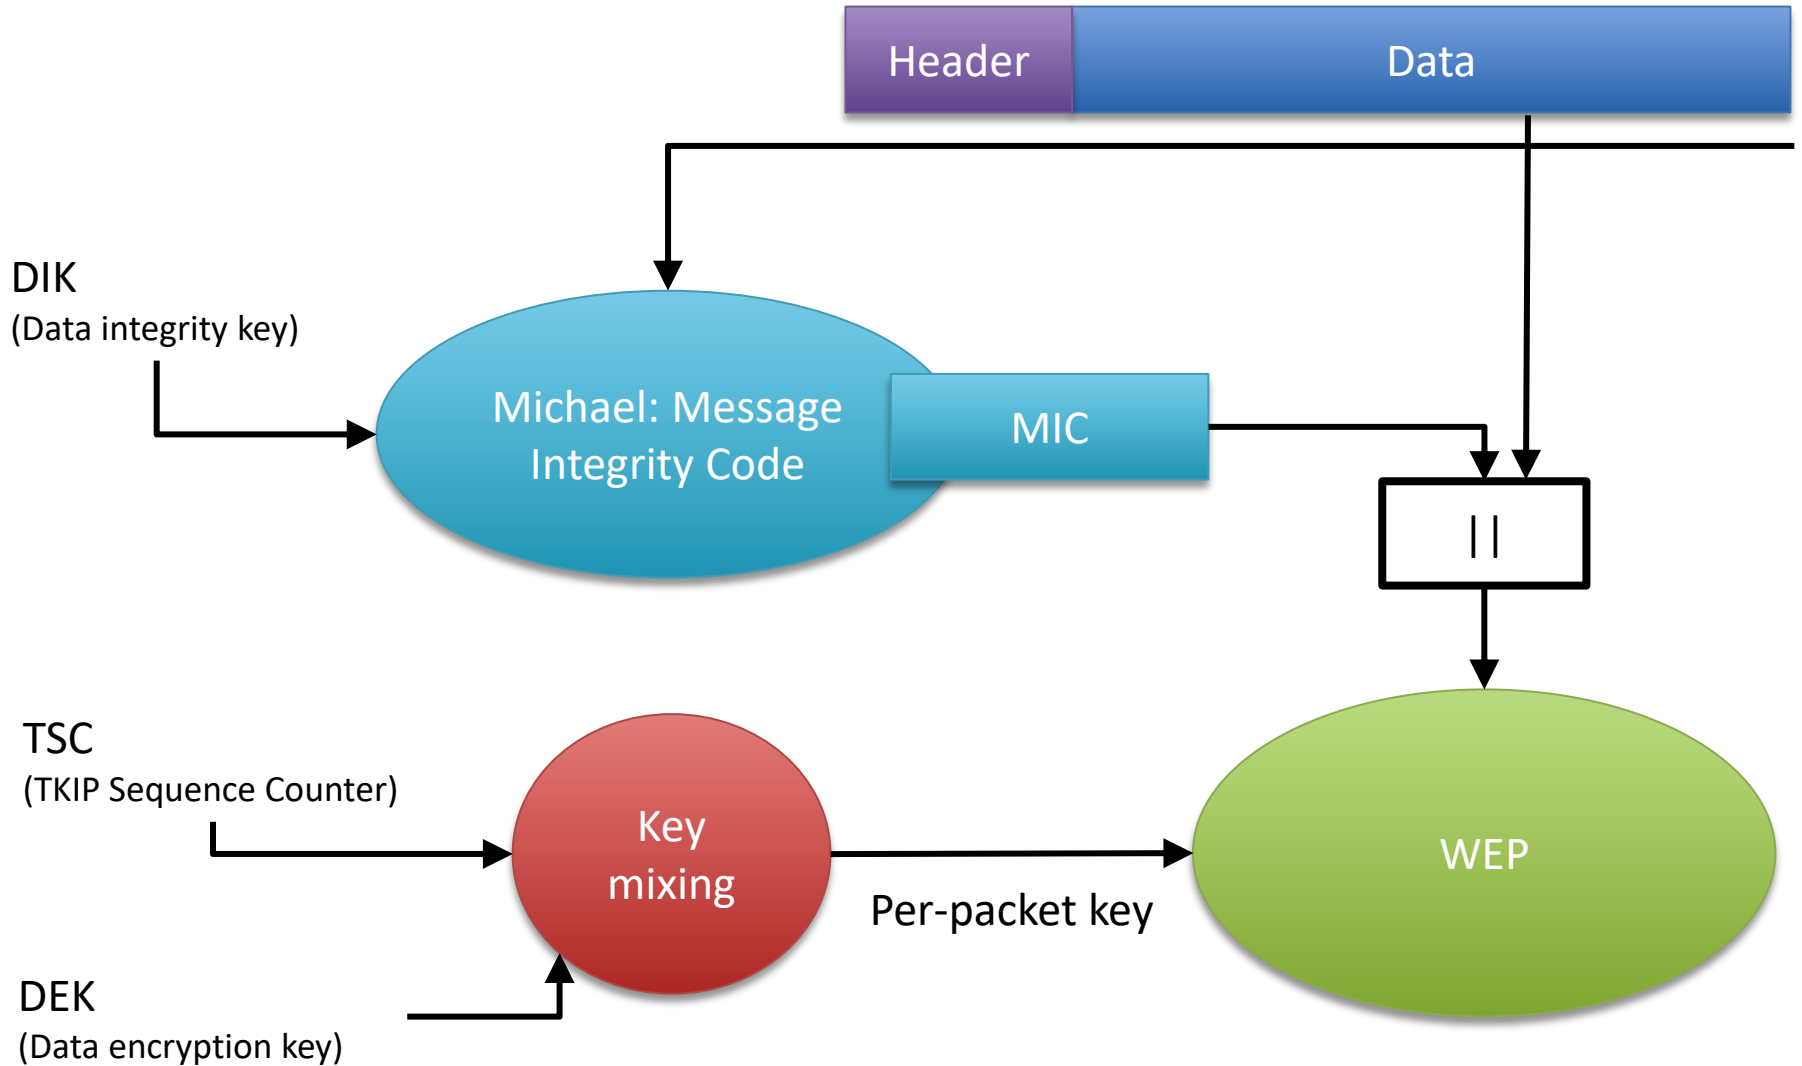 Header
Data
DIK
(Data integrity key)
Michael: Message
Integrity Code
MIC
||
TSC
(TKIP Sequence Counter)
Key
mixing
WEP
Per-packet key
DEK
(Data encryption key)